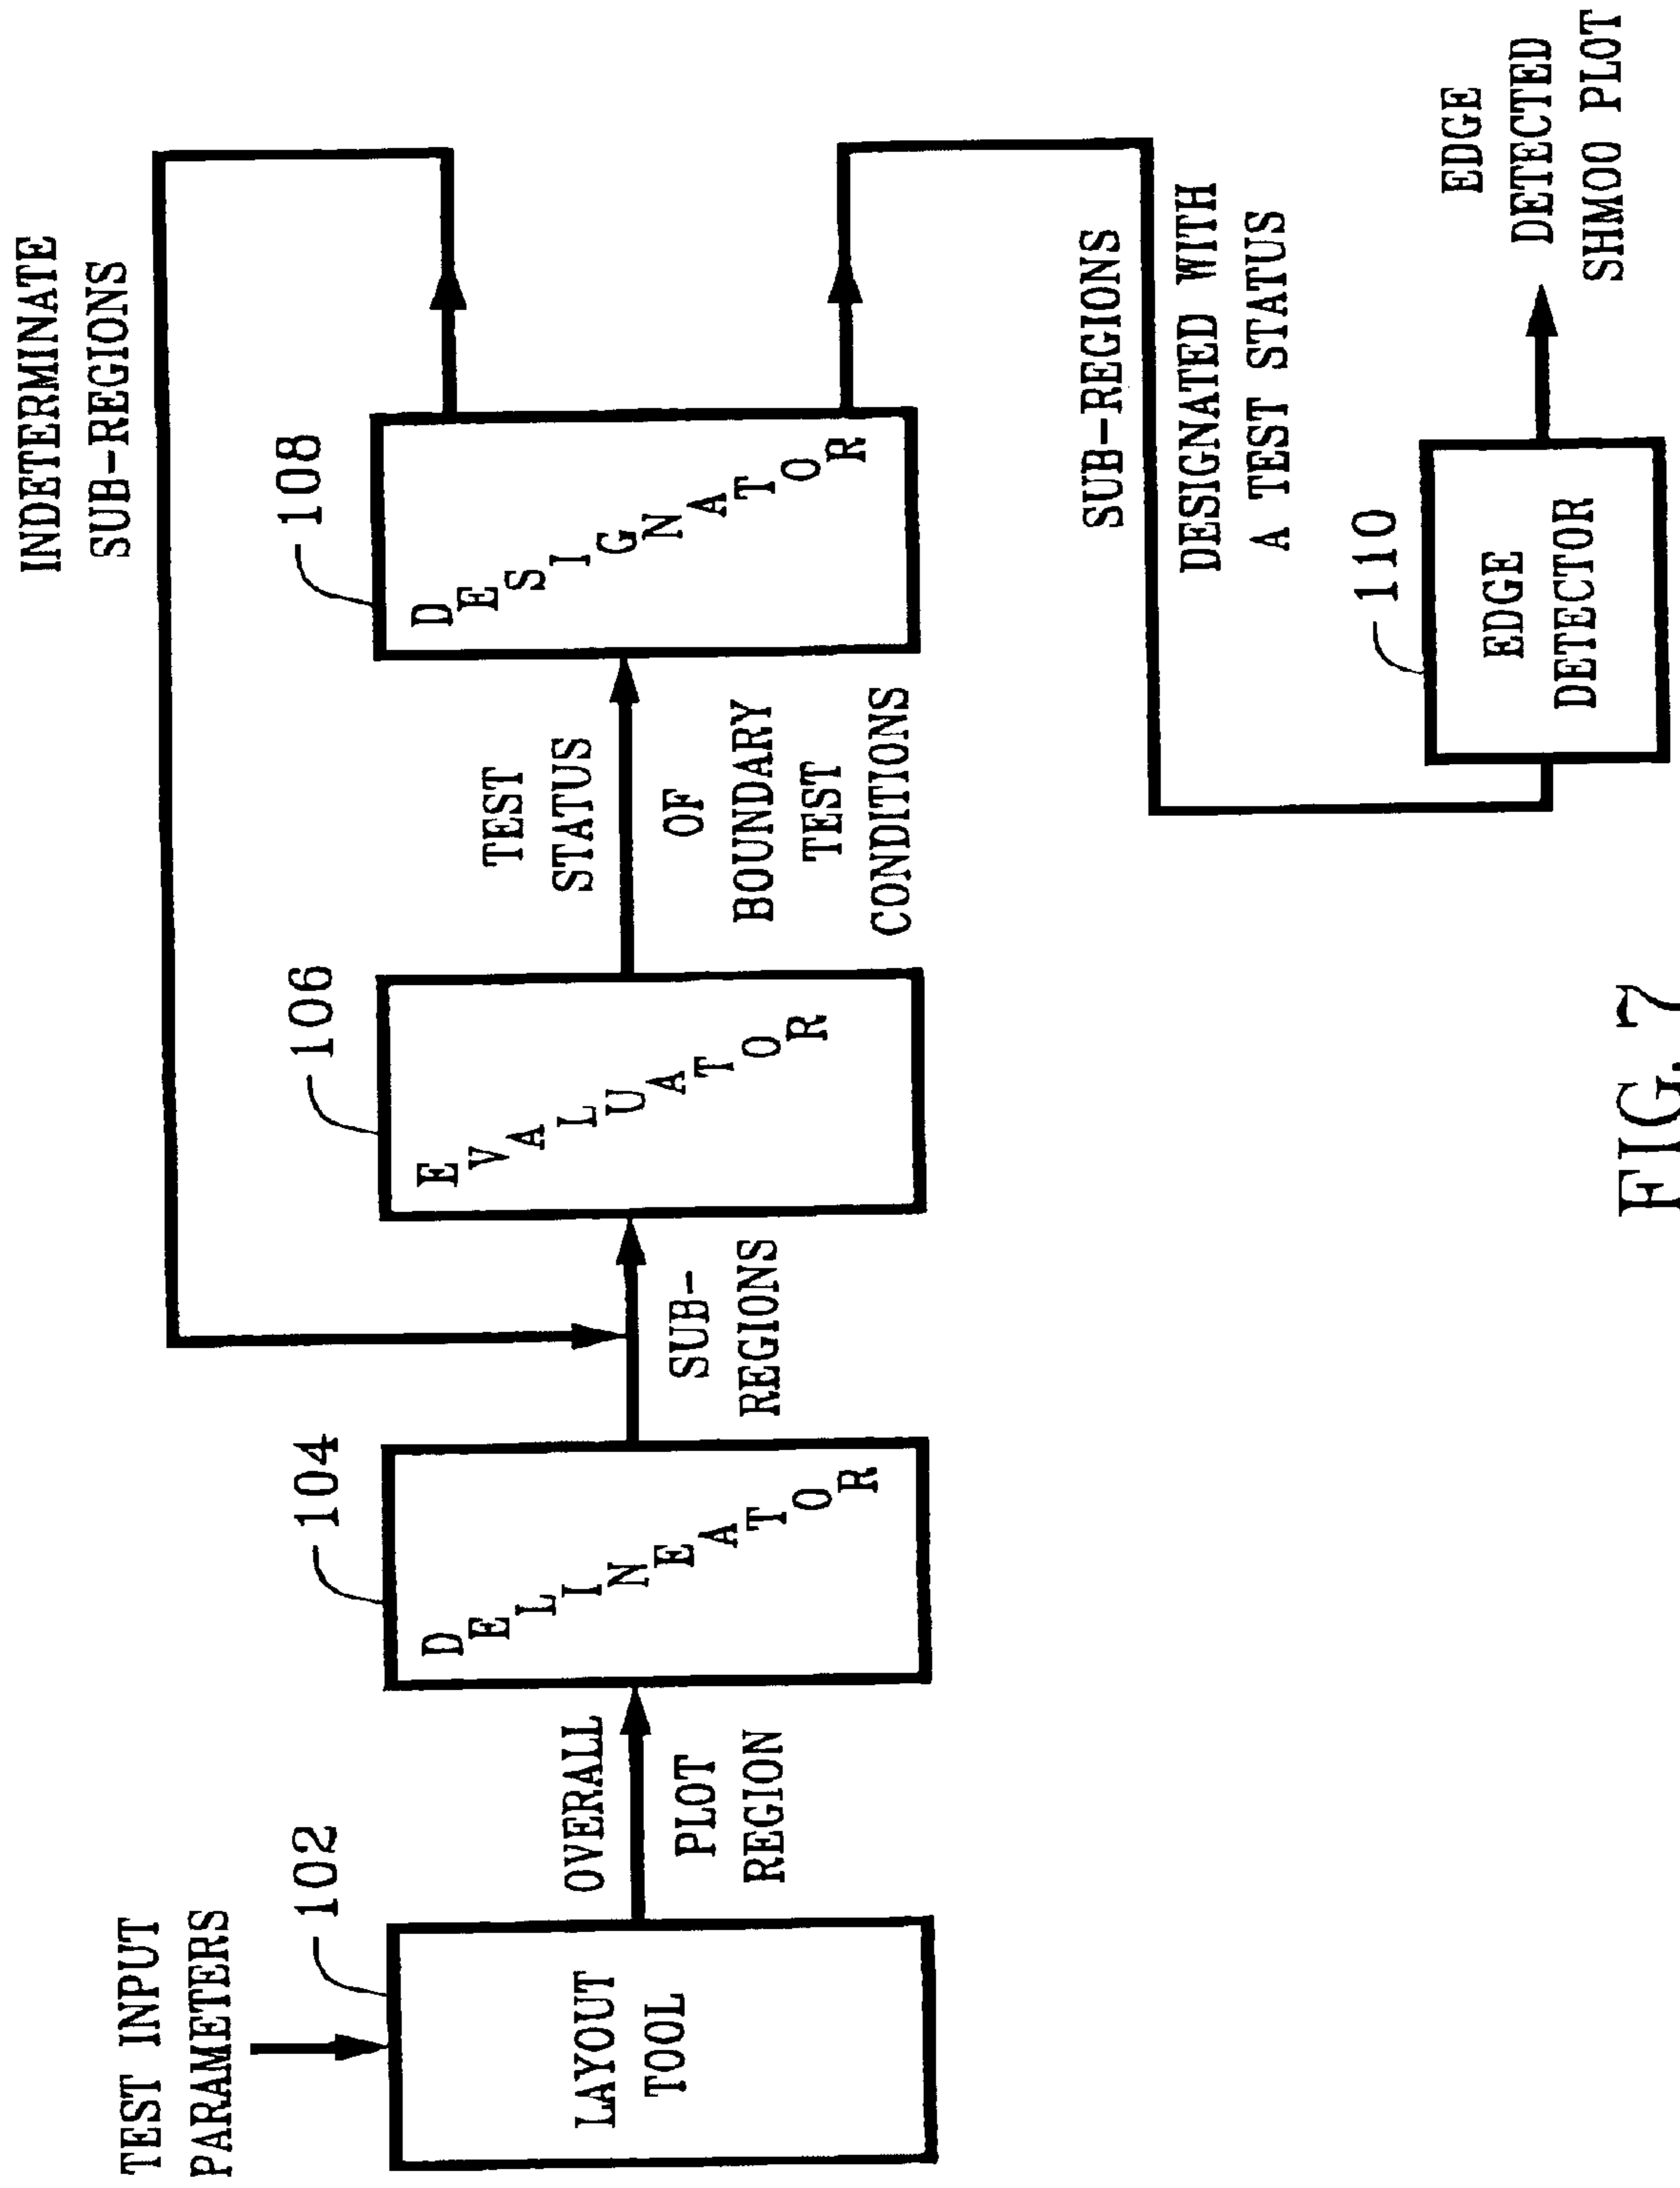 TEST INPUT
PARAMETERS
102
LAYOUT
TOOL
OVERALL
PLOT
REGION
104
DELINEATOR
SUB-
REGIONS
106
EVALUATOR
TEST
STATUS
OF
BOUNDARY
TEST
CONDITIONS
108
DESIGNATOR
INDETERMINATE
SUB-REGIONS
SUB-REGIONS
DESIGNATED WITH
A TEST STATUS
110
EDGE
DETECTOR
EDGE
DETECTED
SHMOO PLOT
FIG. 7